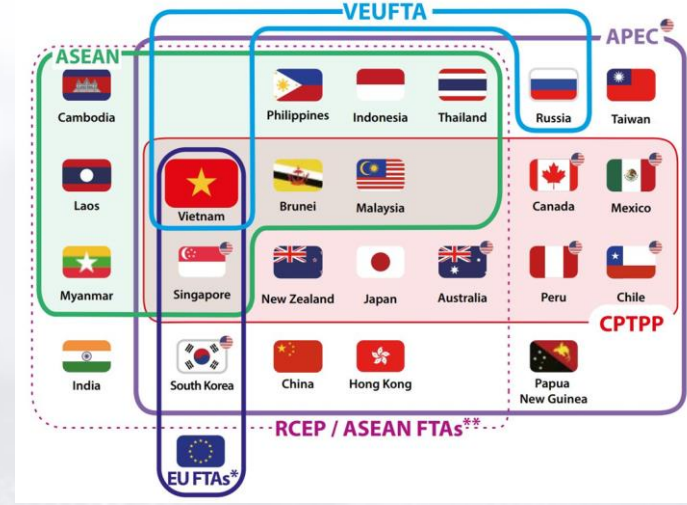 VEUFTA
APEC
ASEAN
Cambodia
Philippines
Indonesia
Thailand
Russia
Taiwan
Laos
Vietnam
Brunei
Malaysia
Canada
Mexico
Myanmar
Singapore
New Zealand
Japan
Australia
Peru
Chile
CPTPP
India
South Korea
China
Hong Kong
Papua
New Guinea
RCEP / ASEAN FTAs**
EU FTAs*